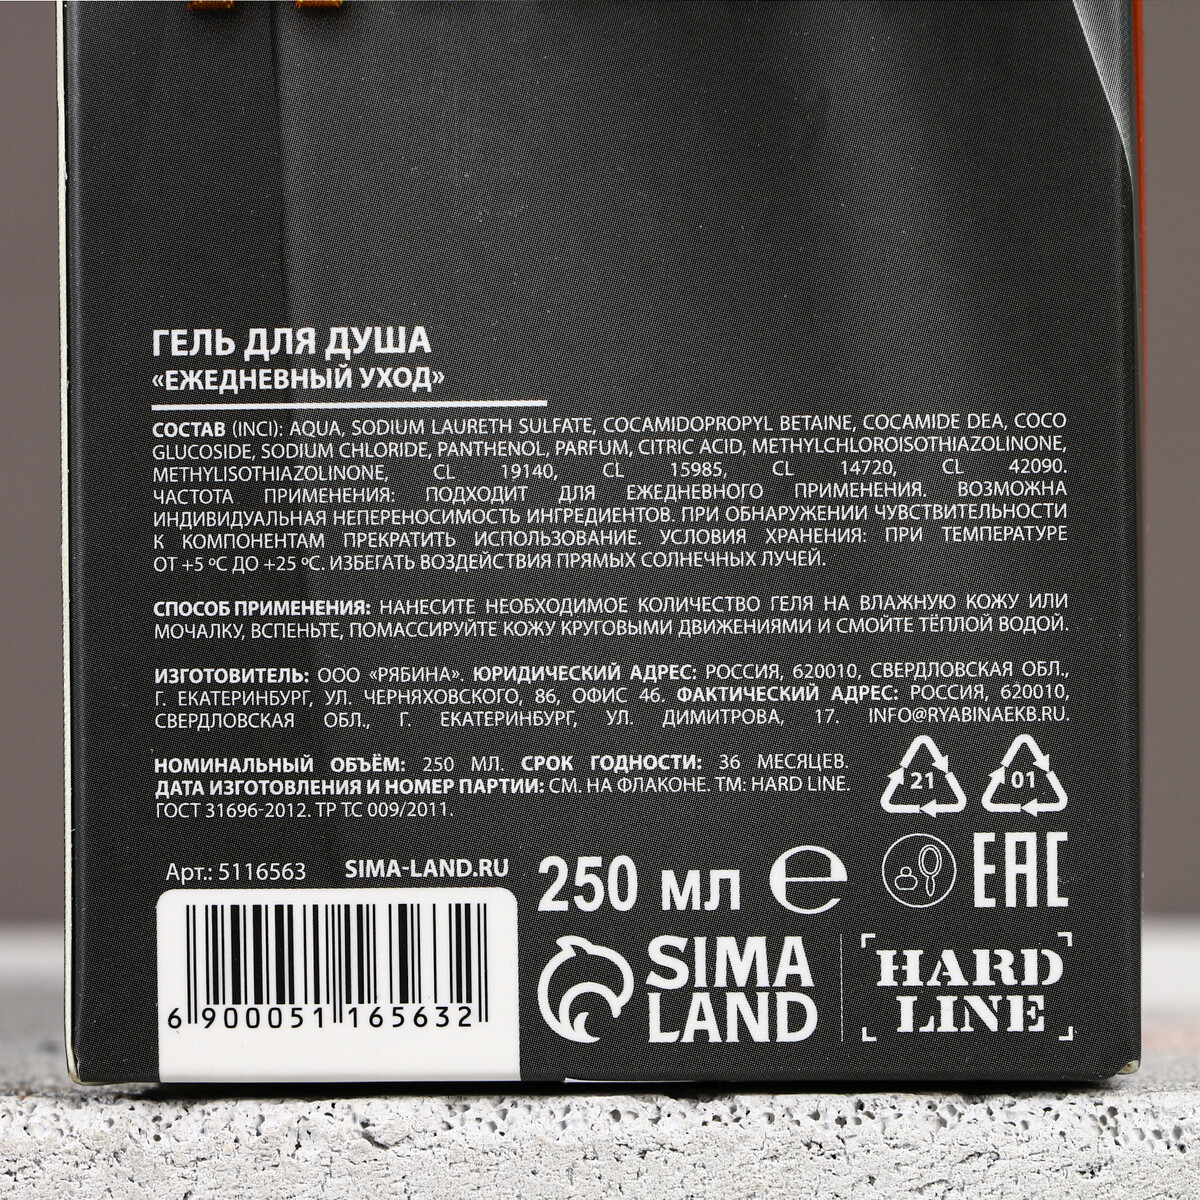 ГЕЛЬ ДЛЯ ДУША
«ЕЖЕДНЕВНЫЙ УХОД»
СОСТАВ (INCI): AQUA, SODIUM LAURETH SULFATE, COCAMIDOPROPYL BETAINE, COCAMIDE DEA, COCO
GLUCOSIDE, SODIUM CHLORIDE, PANTHENOL, PARFUM, CITRIC ACID, METHYLCHLOROISOTHIAZOLINONE,
METHYLISOTHIAZOLINONE, CL 19140, CL 15985, CL 14720, CL 42090.
ЧАСТОТА ПРИМЕНЕНИЯ: ПОДХОДИТ ДЛЯ ЕЖЕДНЕВНОГО ПРИМЕНЕНИЯ. ВОЗМОЖНА
ИНДИВИДУАЛЬНАЯ НЕПЕРЕНОСИМОСТЬ ИНГРЕДИЕНТОВ. ПРИ ОБНАРУЖЕНИИ ЧУВСТВИТЕЛЬНОСТИ
К КОМПОНЕНТАМ ПРЕКРАТИТЬ ИСПОЛЬЗОВАНИЕ. УСЛОВИЯ ХРАНЕНИЯ: ПРИ ТЕМПЕРАТУРЕ
ОТ +5 ºС ДО +25 ºС. ИЗБЕГАТЬ ВОЗДЕЙСТВИЯ ПРЯМЫХ СОЛНЕЧНЫХ ЛУЧЕЙ.
СПОСОБ ПРИМЕНЕНИЯ: НАНЕСИТЕ НЕОБХОДИМОЕ КОЛИЧЕСТВО ГЕЛЯ НА ВЛАЖНУЮ КОЖУ ИЛИ
МОЧАЛКУ, ВСПЕНЬТЕ, ПОМАССИРУЙТЕ КОЖУ КРУГОВЫМИ ДВИЖЕНИЯМИ И СМОЙТЕ ТЁПЛОЙ ВОДОЙ.
ИЗГОТОВИТЕЛЬ: ООО «РЯБИНА». ЮРИДИЧЕСКИЙ АДРЕС: РОССИЯ, 620010, СВЕРДЛОВСКАЯ ОБЛ.,
Г. ЕКАТЕРИНБУРГ, УЛ. ЧЕРНЯХОВСКОГО, 86, ОФИС 46. ФАКТИЧЕСКИЙ АДРЕС: РОССИЯ, 620010,
СВЕРДЛОВСКАЯ ОБЛ., Г. ЕКАТЕРИНБУРГ, УЛ. ДИМИТРОВА, 17. INFO@RYABINAEKB.RU.
НОМИНАЛЬНЫЙ ОБЪЁМ: 250 МЛ. СРОК ГОДНОСТИ: 36 МЕСЯЦЕВ.
ДАТА ИЗГОТОВЛЕНИЯ И НОМЕР ПАРТИИ: СМ. НА ФЛАКОНЕ. ТМ: HARD LINE.
ГОСТ 31696-2012. ТР ТС 009/2011.
21 01
Арт.: 5116563 SIMA-LAND.RU
250 мл ℮ EAC
6 900051 165632
SIMA
LAND
HARD
LINE